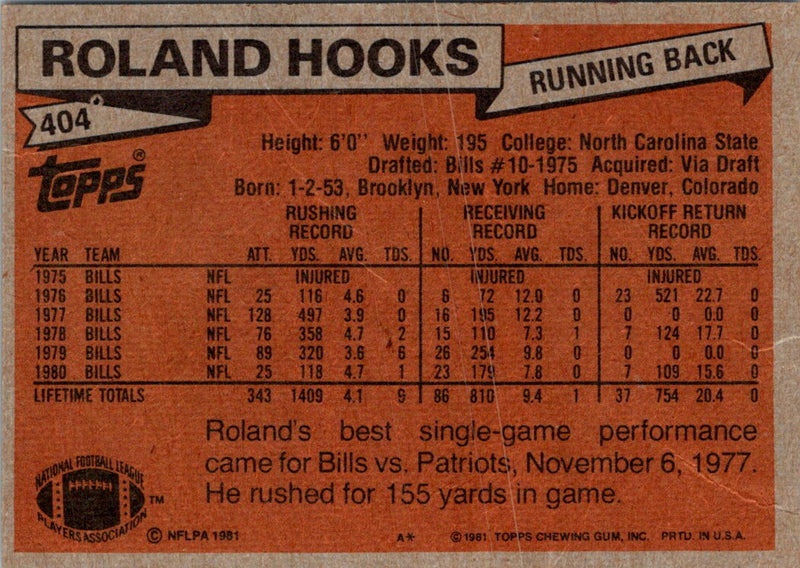 ROLAND HOOKS
RUNNING BACK
404
topps®
Height: 6'0" Weight: 195 College: North Carolina State
Drafted: Bills #10-1975 Acquired: Via Draft
Born: 1-2-53, Brooklyn, New York Home: Denver, Colorado
RUSHING RECEIVING KICKOFF RETURN
RECORD RECORD RECORD
YEAR TEAM ATT. YDS. AVG. TDS. NO. YDS. AVG. TDS. NO. YDS. AVG. TDS.
1975 BILLS NFL INJURED INJURED INJURED
1976 BILLS NFL 25 116 4.6 0 6 72 12.0 0 23 521 22.7 0
1977 BILLS NFL 128 497 3.9 0 16 195 12.2 0 0 0 0.0 0
1978 BILLS NFL 76 358 4.7 2 15 110 7.3 1 7 124 17.7 0
1979 BILLS NFL 89 320 3.6 6 26 254 9.8 0 0 0 0.0 0
1980 BILLS NFL 25 118 4.7 1 23 179 7.8 0 7 109 15.6 0
LIFETIME TOTALS 343 1409 4.1 9 86 810 9.4 1 37 754 20.4 0
Roland's best single-game performance
came for Bills vs. Patriots, November 6, 1977.
He rushed for 155 yards in game.
NATIONAL FOOTBALL LEAGUE
PLAYERS ASSOCIATION
TM
© NFLPA 1981 A* © 1981 TOPPS CHEWING GUM, INC. PRTD. IN U.S.A.